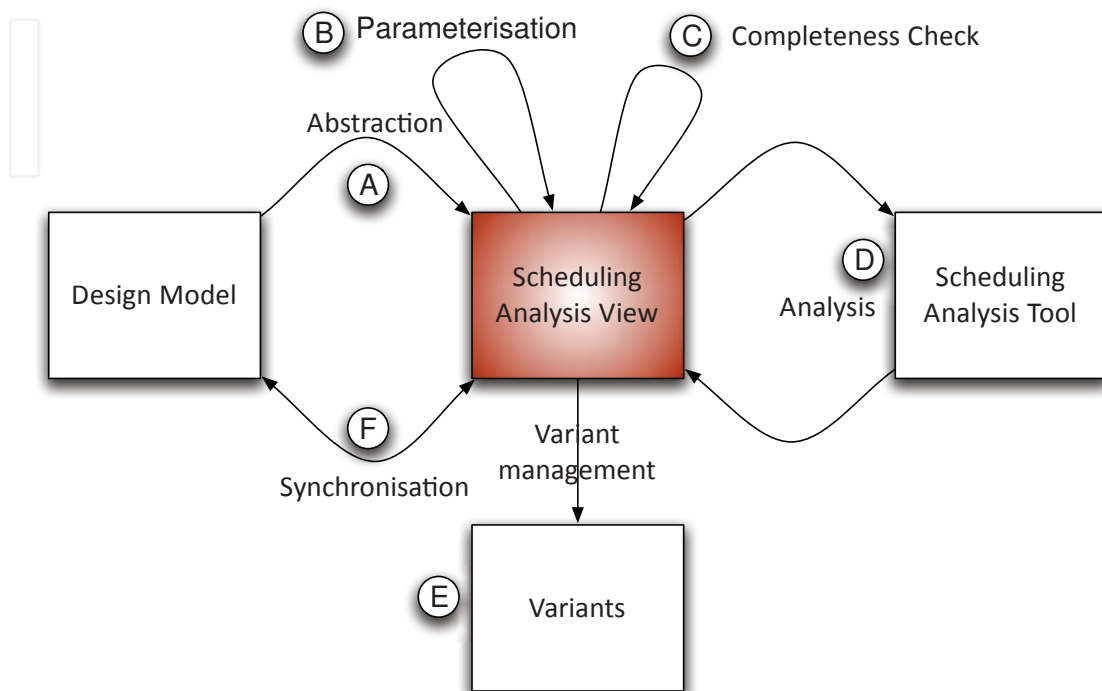 B Parameterisation
C Completeness Check
Abstraction
A
Design Model
Scheduling
Analysis View
D
Analysis
Scheduling
Analysis Tool
F
Synchronisation
Variant
management
E
Variants